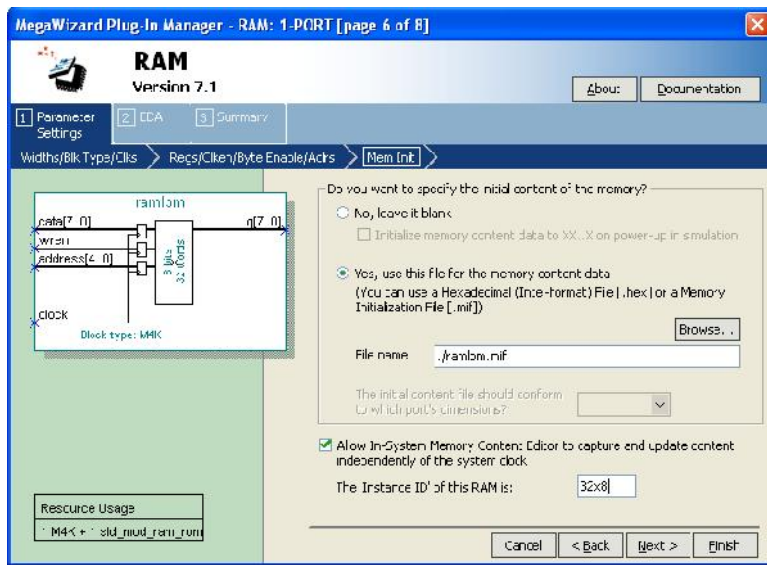 MegaWizard Plug-In Manager - RAM: 1-PORT [page 6 of 8]
RAM
Version 7.1
About
Documentation
1 Parameter Settings
2 EDA
3 Summary
Widths/Blk Type/Clks
Regs/Clken/Byte Enable/Aclrs
Mem Init
ramlpm
data[7..0]
wren
address[4..0]
clock
q[7..0]
8 bits
32 Words
Block type: M4K
Do you want to specify the initial content of the memory?
No, leave it blank
Initialize memory content data to XX..X on power-up in simulation
Yes, use this file for the memory content data
(You can use a Hexadecimal (Intel-format) File [.hex] or a Memory
Initialization File [.mif])
Browse...
File name
./ramlpm.mif
The initial content file should conform
to which port's dimensions?
Allow In-System Memory Content Editor to capture and update content
independently of the system clock
The 'Instance ID' of this RAM is:
32x8
Resource Usage
1 M4K + 1 sld_mod_ram_rom
Cancel
< Back
Next >
Finish